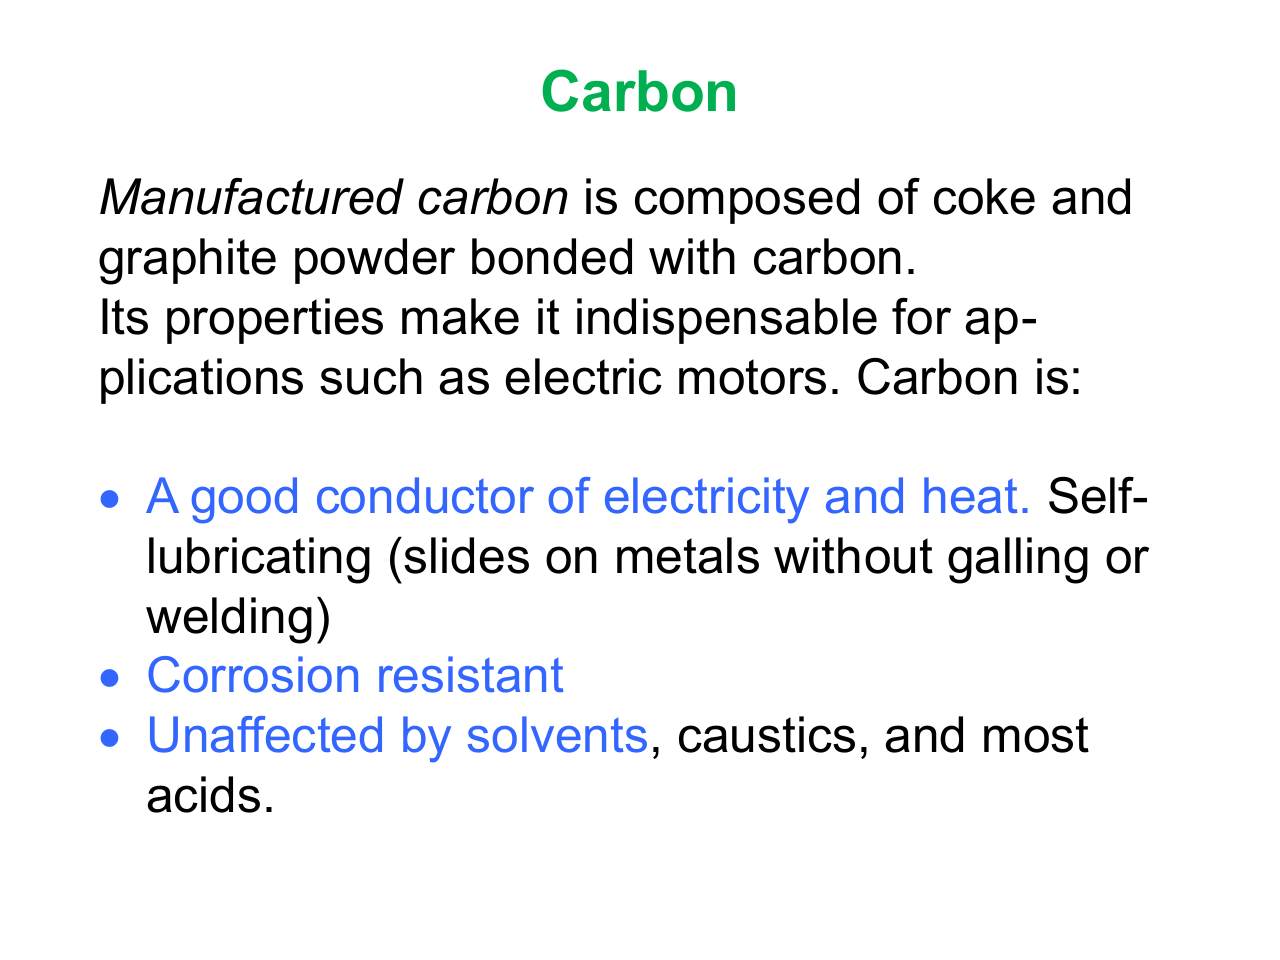 Carbon
Manufactured carbon is composed of coke and
graphite powder bonded with carbon.
Its properties make it indispensable for ap-
plications such as electric motors. Carbon is:
• A good conductor of electricity and heat. Self-
lubricating (slides on metals without galling or
welding)
• Corrosion resistant
• Unaffected by solvents, caustics, and most
acids.